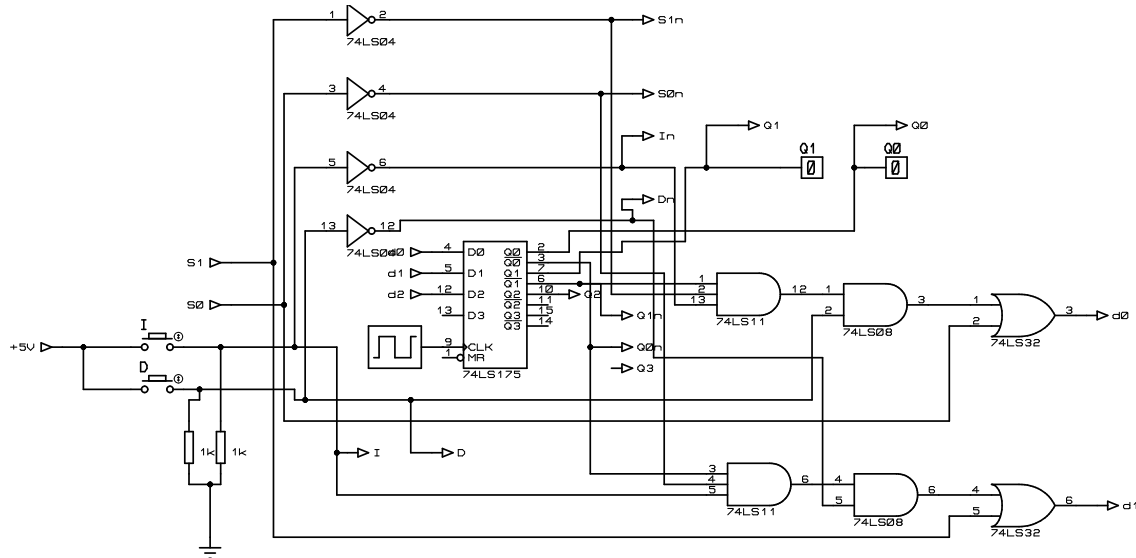 1 2 S1n
74LS04
3 4 S0n
74LS04
In
Q1 Q0
5 6 Q1 Q0
0 0
74LS04
Dn
13 12
74LS04
d0 4 D0 Q0 2
Q0 3
S1 d1 5 D1 Q1 7
Q1 6 1
d2 12 D2 Q2 10 Q2 2 12 1
S0 Q2 11 13 3 1 3 d0
13 D3 Q3 15 Q1n 74LS11 2 2
Q3 14 74LS08
I 74LS32
+5V 9 CLK Q0n
1 MR
D 74LS175 Q3
1k 1k I D
3
4 6 4
5 6 4
74LS11 5 5 6 d1
74LS08
74LS32